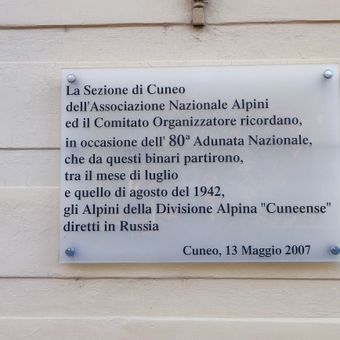 La Sezione di Cuneo
dell'Associazione Nazionale Alpini
ed il Comitato Organizzatore ricordano,
in occasione dell' 80ª Adunata Nazionale,
che da questi binari partirono,
tra il mese di luglio
e quello di agosto del 1942,
gli Alpini della Divisione Alpina "Cuneense"
diretti in Russia
Cuneo, 13 Maggio 2007